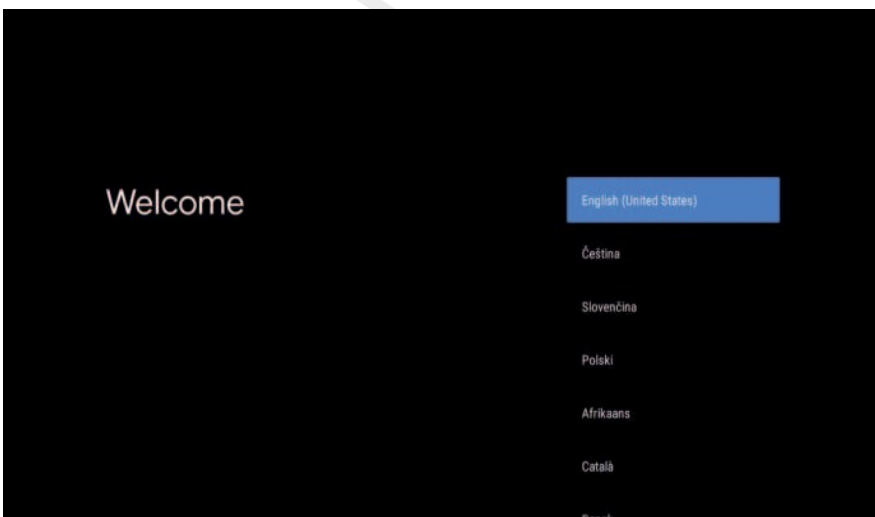 Welcome
English (United States)
Čeština
Slovenčina
Polski
Afrikaans
Català